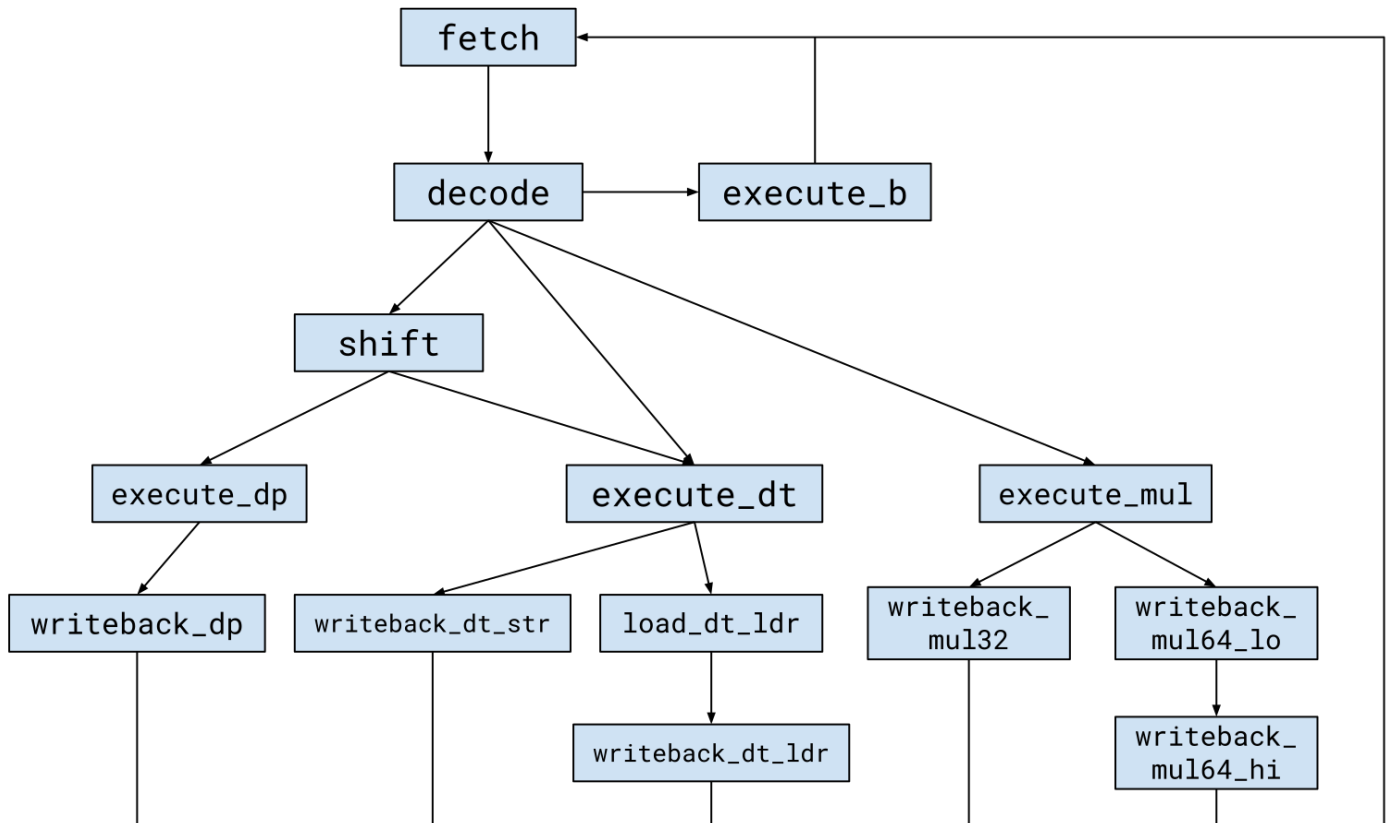 fetch
decode
execute_b
shift
execute_dp
execute_dt
execute_mul
writeback_dp
writeback_dt_str
load_dt_ldr
writeback_
mul32
writeback_
mul64_lo
writeback_dt_ldr
writeback_
mul64_hi